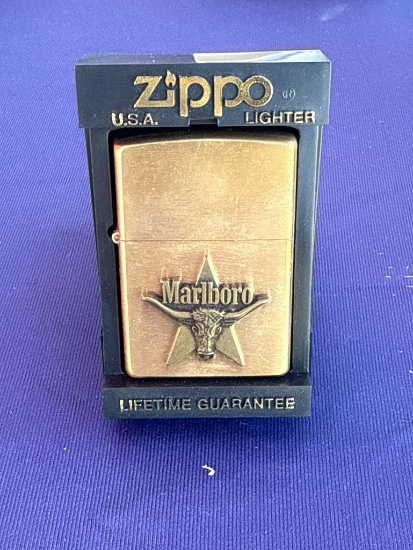 Zippo ®
U.S.A. LIGHTER
Marlboro
LIFETIME GUARANTEE